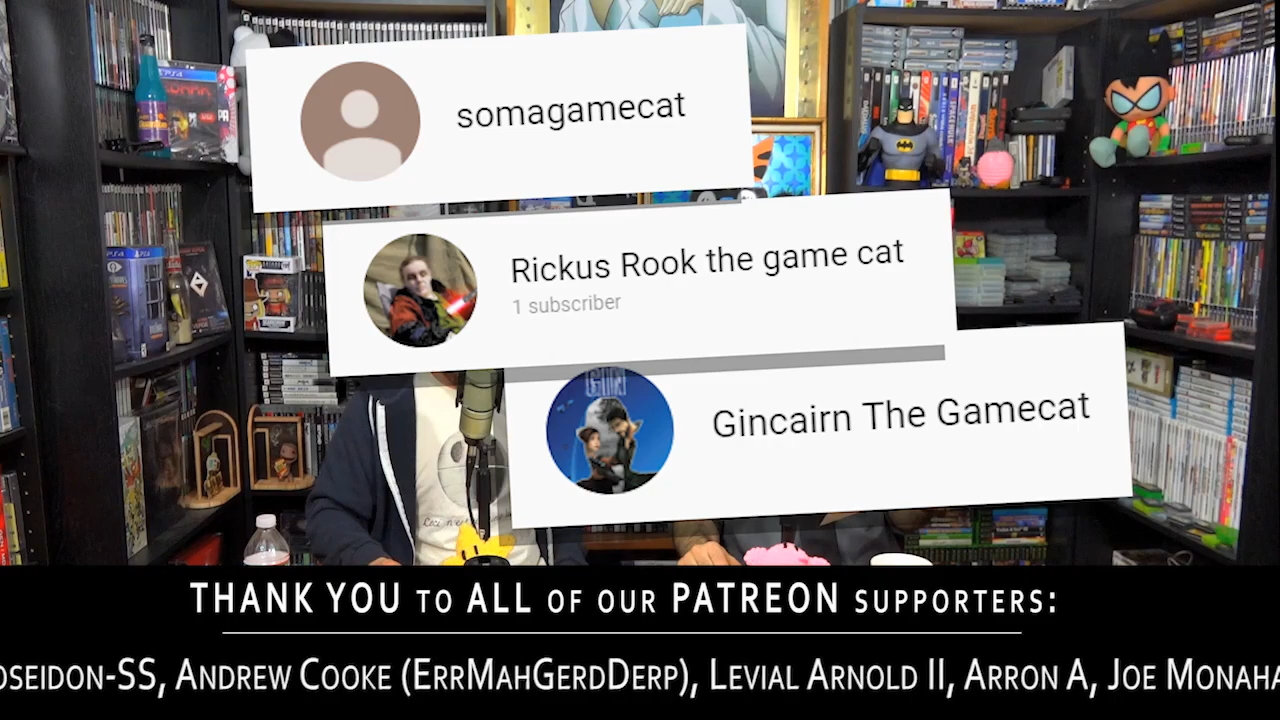 somagamecat
Rickus Rook the game cat
1 subscriber
Gincairn The Gamecat
THANK YOU TO ALL OF OUR PATREON SUPPORTERS:
OSEIDON-SS, ANDREW COOKE (ERRMAHGERDDERP), LEVIAL ARNOLD II, ARRON A, JOE MONAHA